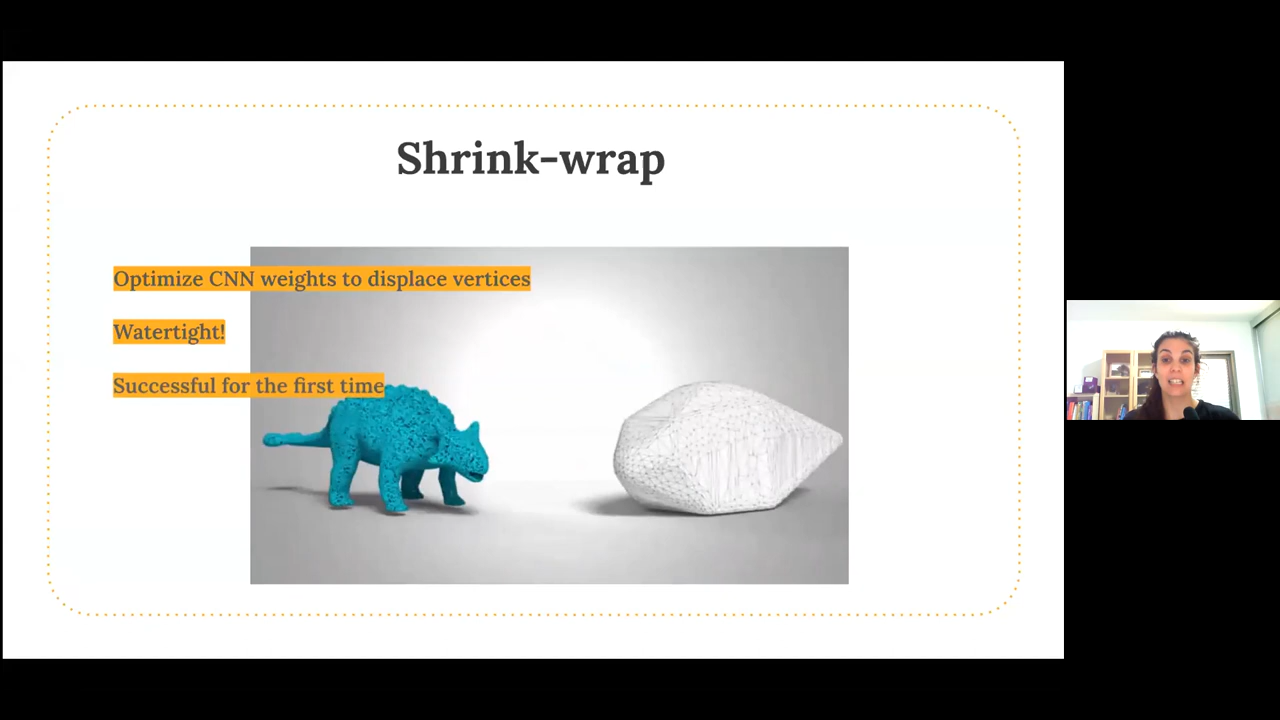 Shrink-wrap
Optimize CNN weights to displace vertices
Watertight!
Successful for the first time